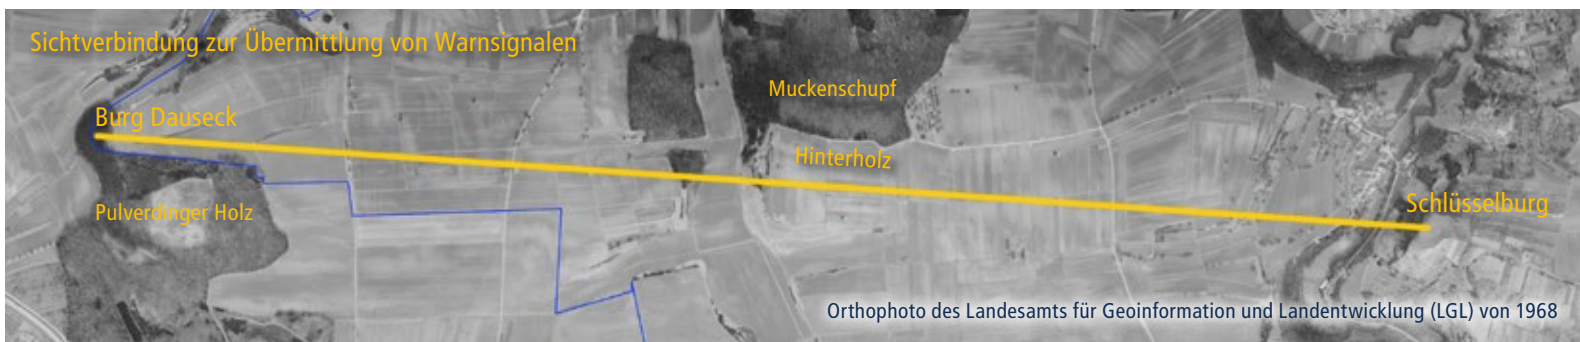 Sichtverbindung zur Übermittlung von Warnsignalen
Muckenschupf
Burg Dauseck
Hinterholz
Pulverdinger Holz
Schlüsselburg
Orthophoto des Landesamts für Geoinformation und Landentwicklung (LGL) von 1968